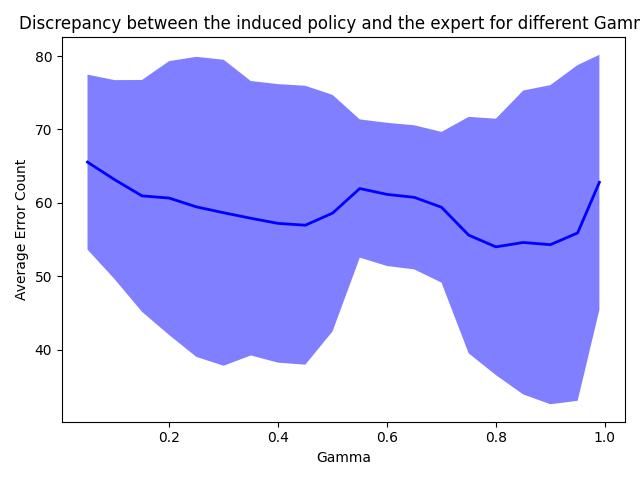 Discrepancy between the induced policy and the expert for different Gamm
80
70
60
50
40
Average Error Count
0.2 0.4 0.6 0.8 1.0
Gamma